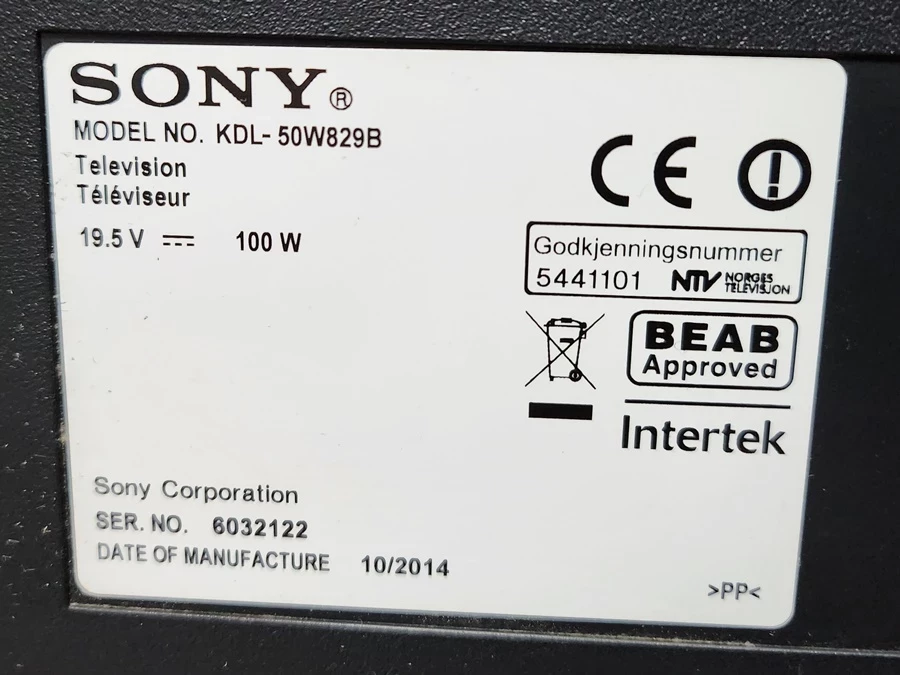 SONY®
MODEL NO. KDL-50W829B
Television
Téléviseur
19.5 V ⎓ 100 W
CE
Godkjenningsnummer
5441101 NTV NORGES TELEVISJON
BEAB
Approved
Intertek
Sony Corporation
SER. NO. 6032122
DATE OF MANUFACTURE 10/2014
>PP<